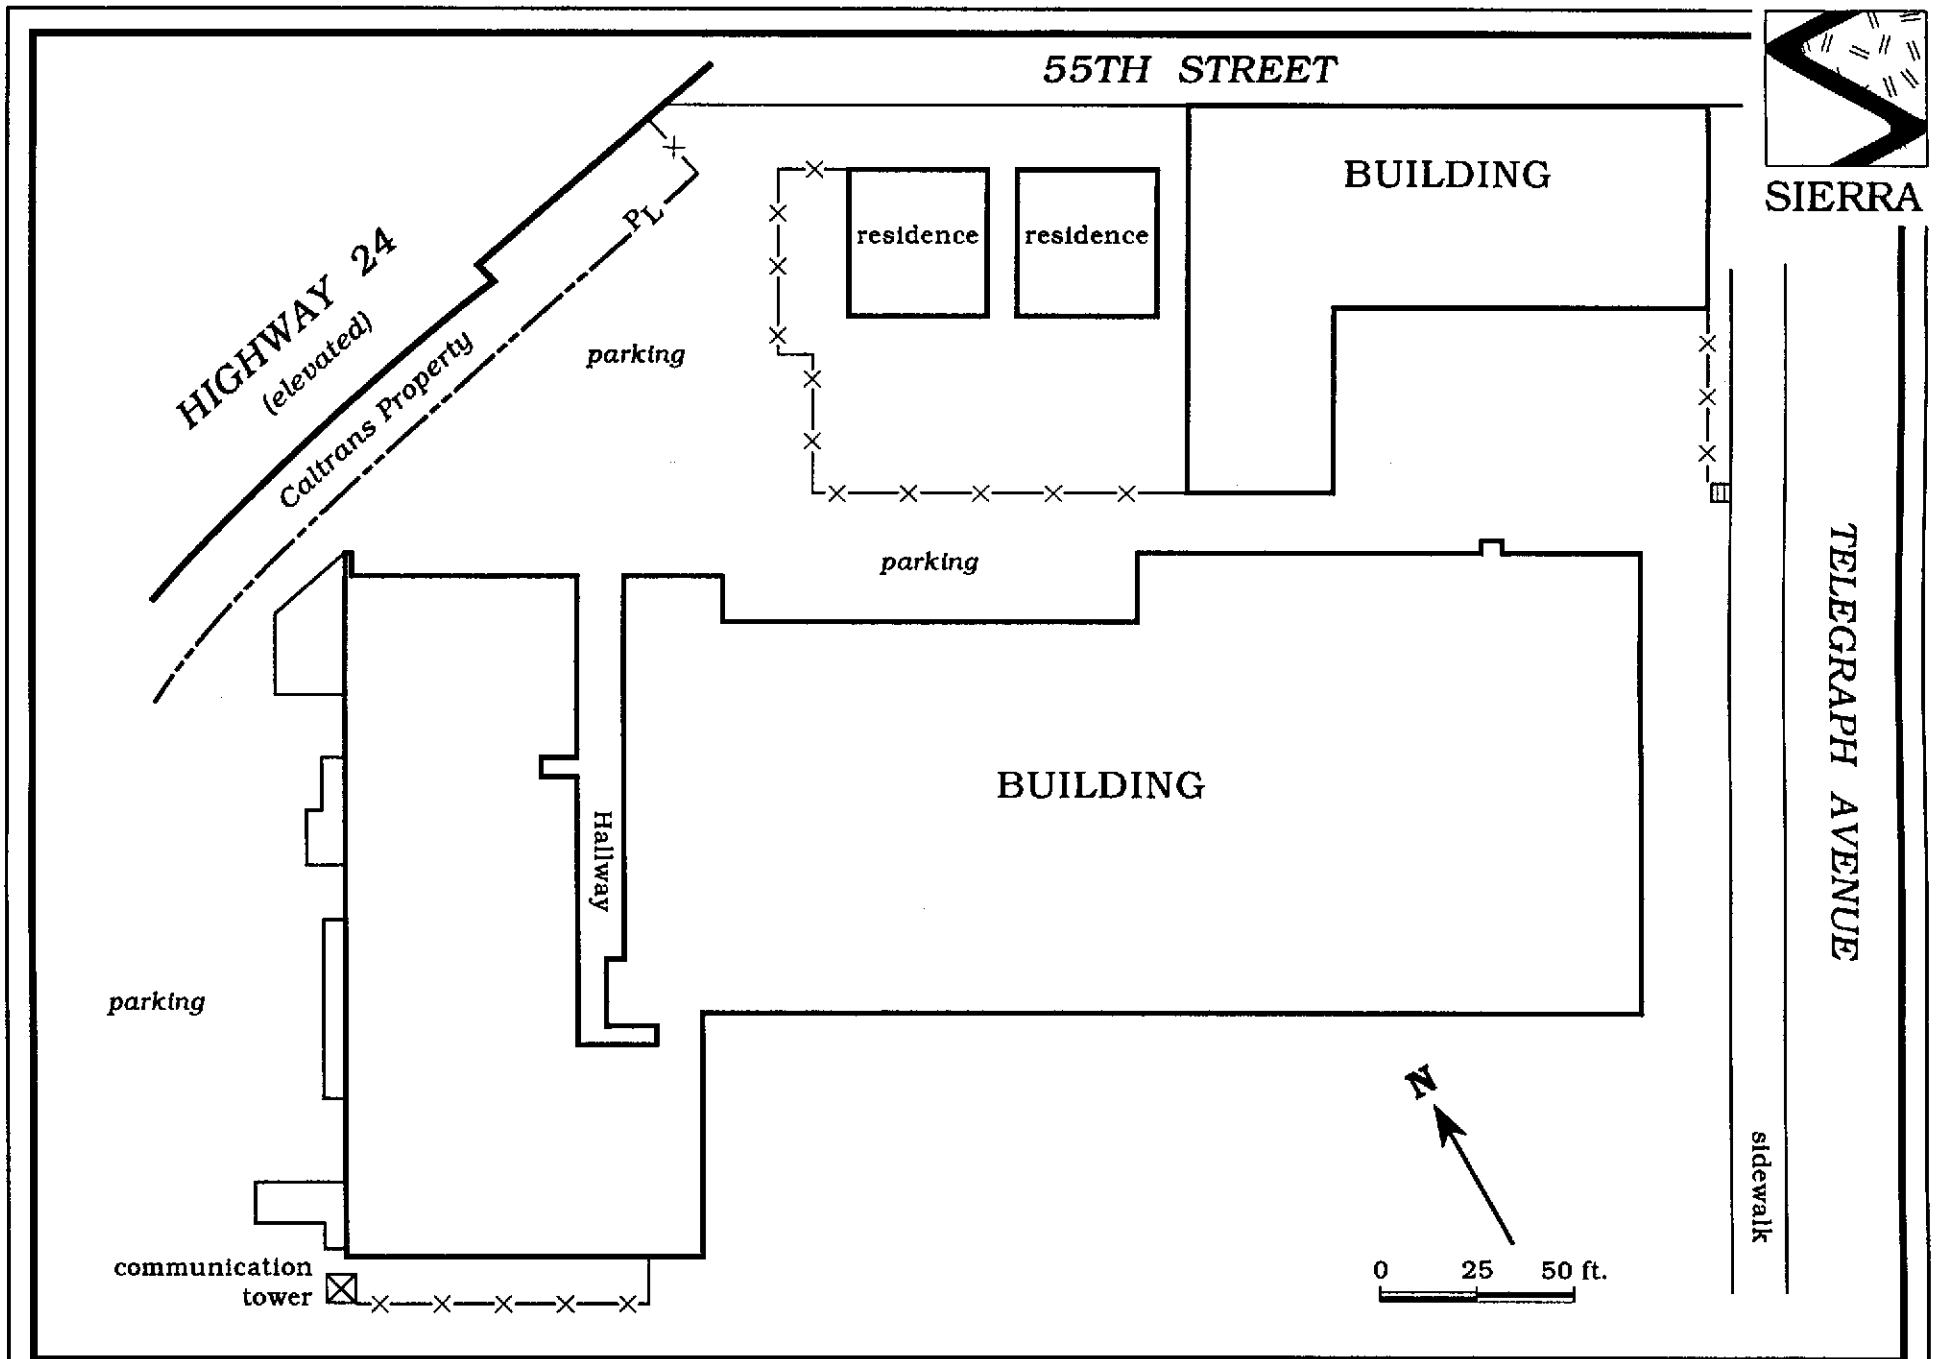 55TH STREET
BUILDING
SIERRA
PL
residence
residence
HIGHWAY 24
(elevated)
Caltrans Property
parking
parking
TELEGRAPH AVENUE
BUILDING
Hallway
parking
N
sidewalk
communication
tower
0 25 50 ft.